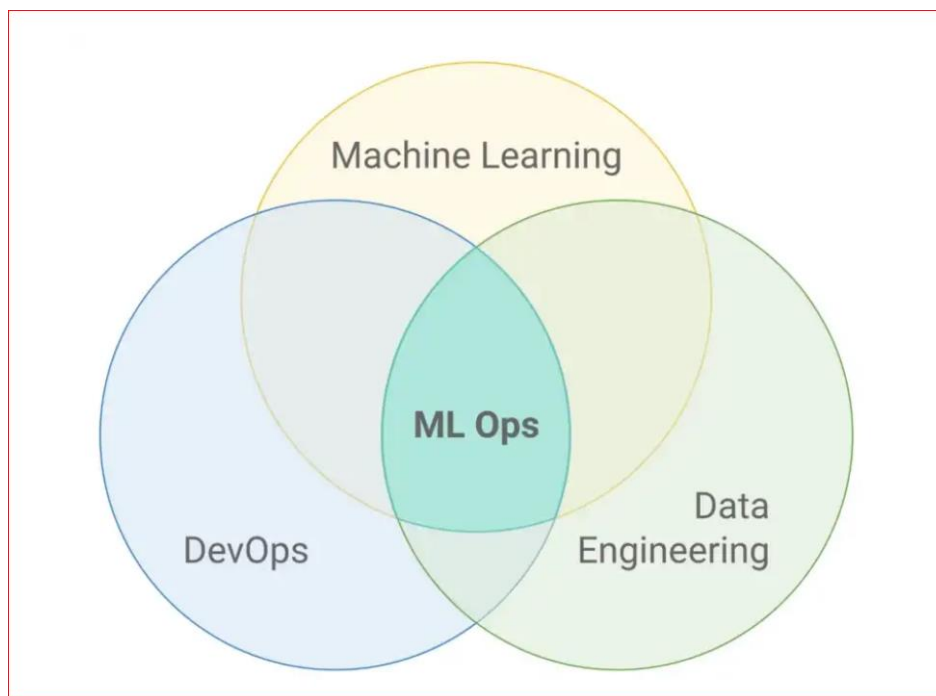 Machine Learning
ML Ops
DevOps
Data
Engineering